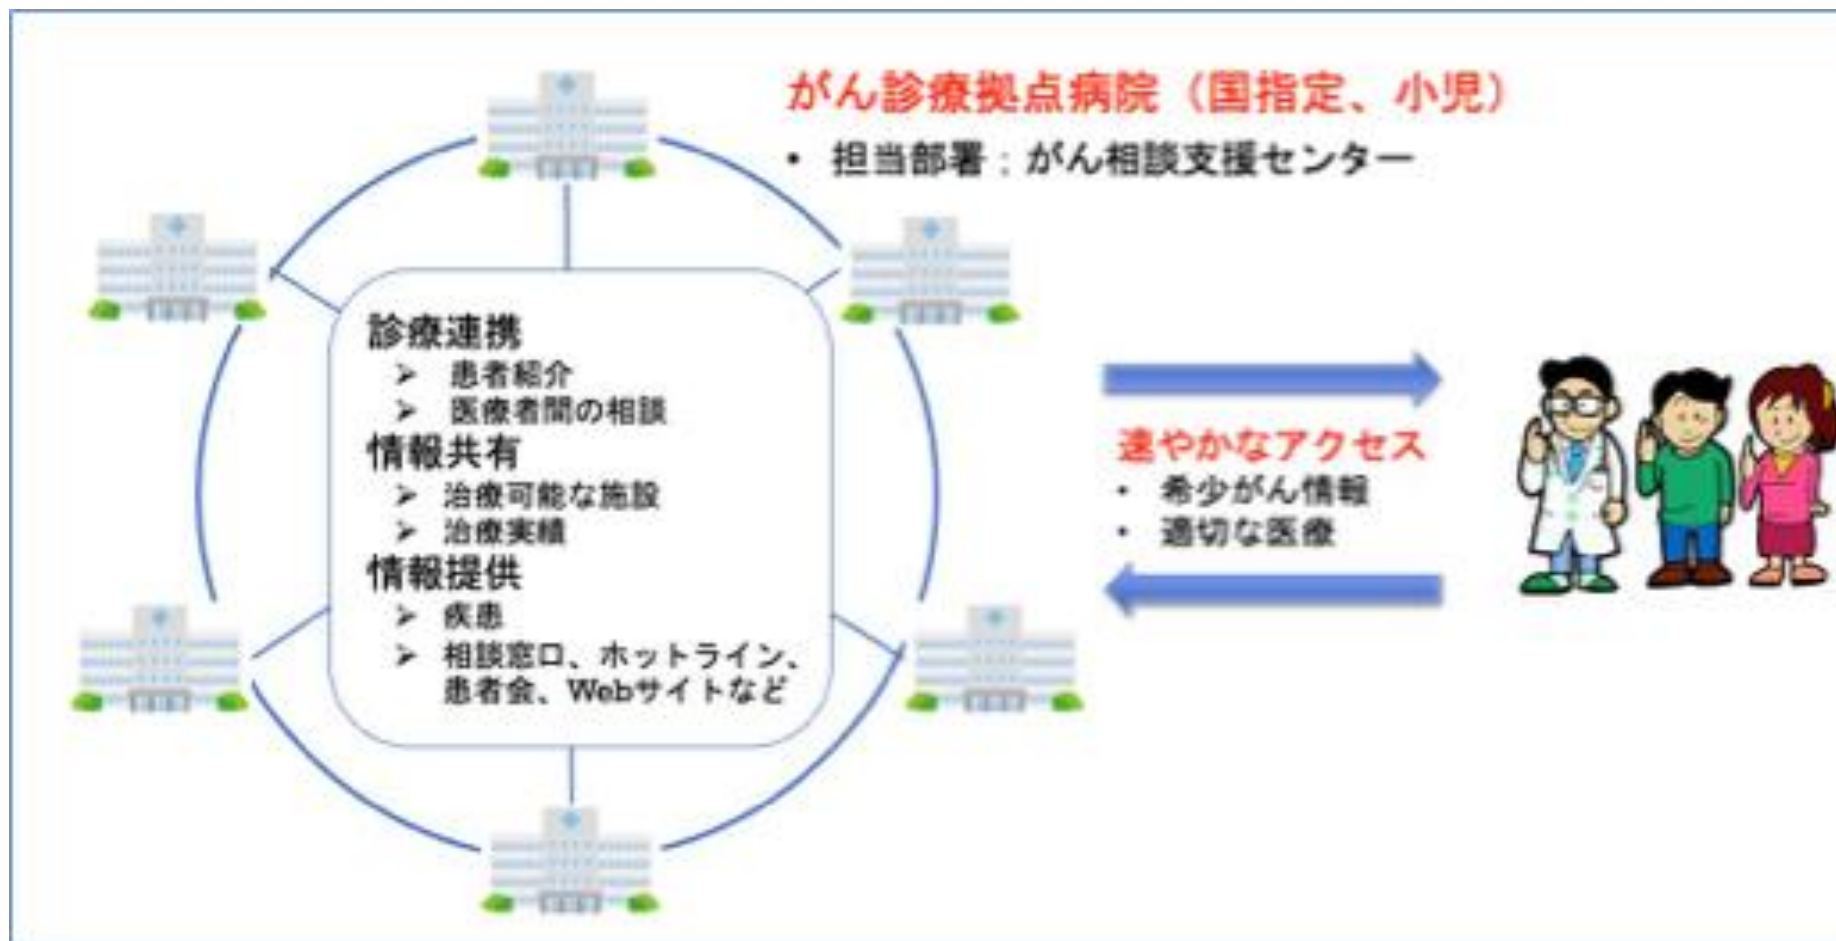 がん診療拠点病院（国指定、小児）
• 担当部署：がん相談支援センター
診療連携
➢ 患者紹介
➢ 医療者間の相談
情報共有
➢ 治療可能な施設
➢ 治療実績
情報提供
➢ 疾患
➢ 相談窓口、ホットライン、
患者会、Webサイトなど
速やかなアクセス
• 希少がん情報
• 適切な医療